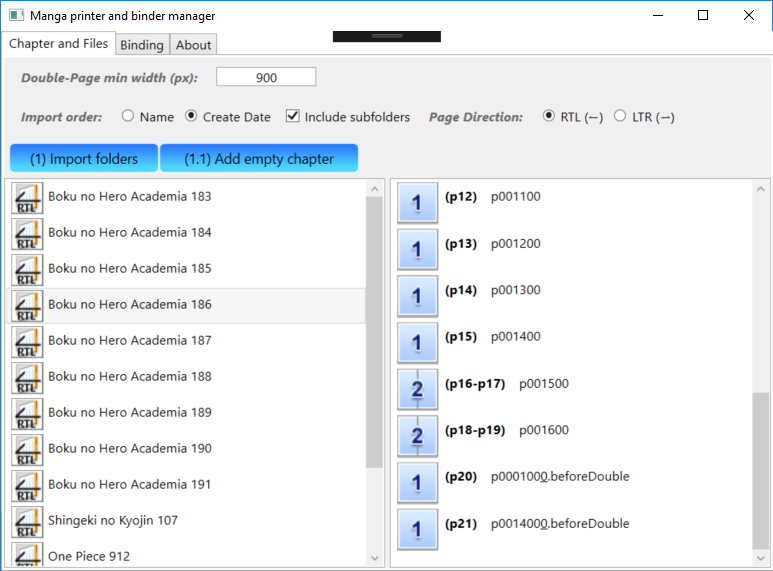 Manga printer and binder manager
Chapter and Files Binding About
Double-Page min width (px): 900
Import order: Name Create Date Include subfolders Page Direction: RTL (←) LTR (→)
(1) Import folders (1.1) Add empty chapter
RTL Boku no Hero Academia 183
RTL Boku no Hero Academia 184
RTL Boku no Hero Academia 185
RTL Boku no Hero Academia 186
RTL Boku no Hero Academia 187
RTL Boku no Hero Academia 188
RTL Boku no Hero Academia 189
RTL Boku no Hero Academia 190
RTL Boku no Hero Academia 191
RTL Shingeki no Kyojin 107
RTL One Piece 912
1 (p12) p001100
1 (p13) p001200
1 (p14) p001300
1 (p15) p001400
2 (p16-p17) p001500
2 (p18-p19) p001600
1 (p20) p0001000.beforeDouble
1 (p21) p0014000.beforeDouble